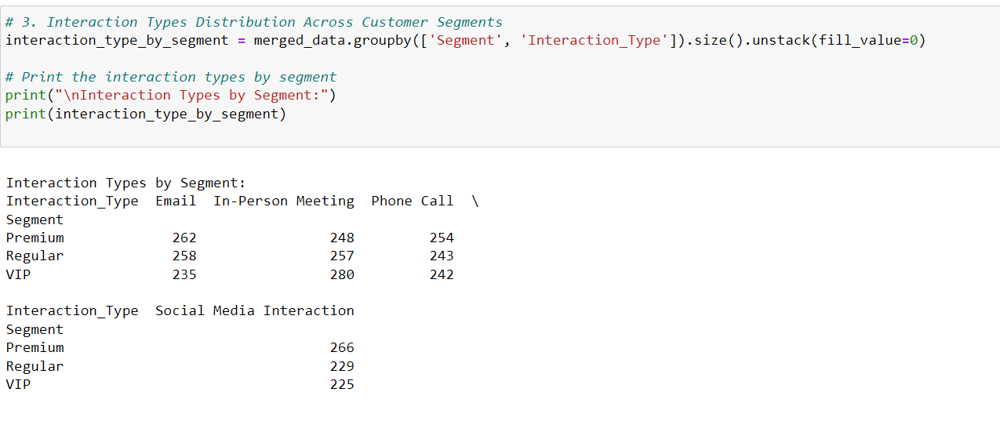 # 3. Interaction Types Distribution Across Customer Segments
interaction_type_by_segment = merged_data.groupby(['Segment', 'Interaction_Type']).size().unstack(fill_value=0)
# Print the interaction types by segment
print("\nInteraction Types by Segment:")
print(interaction_type_by_segment)
Interaction Types by Segment:
Interaction_Type  Email  In-Person Meeting  Phone Call  \
Segment
Premium             262                248         254
Regular             258                257         243
VIP                 235                280         242
Interaction_Type  Social Media Interaction
Segment
Premium                                266
Regular                                229
VIP                                    225